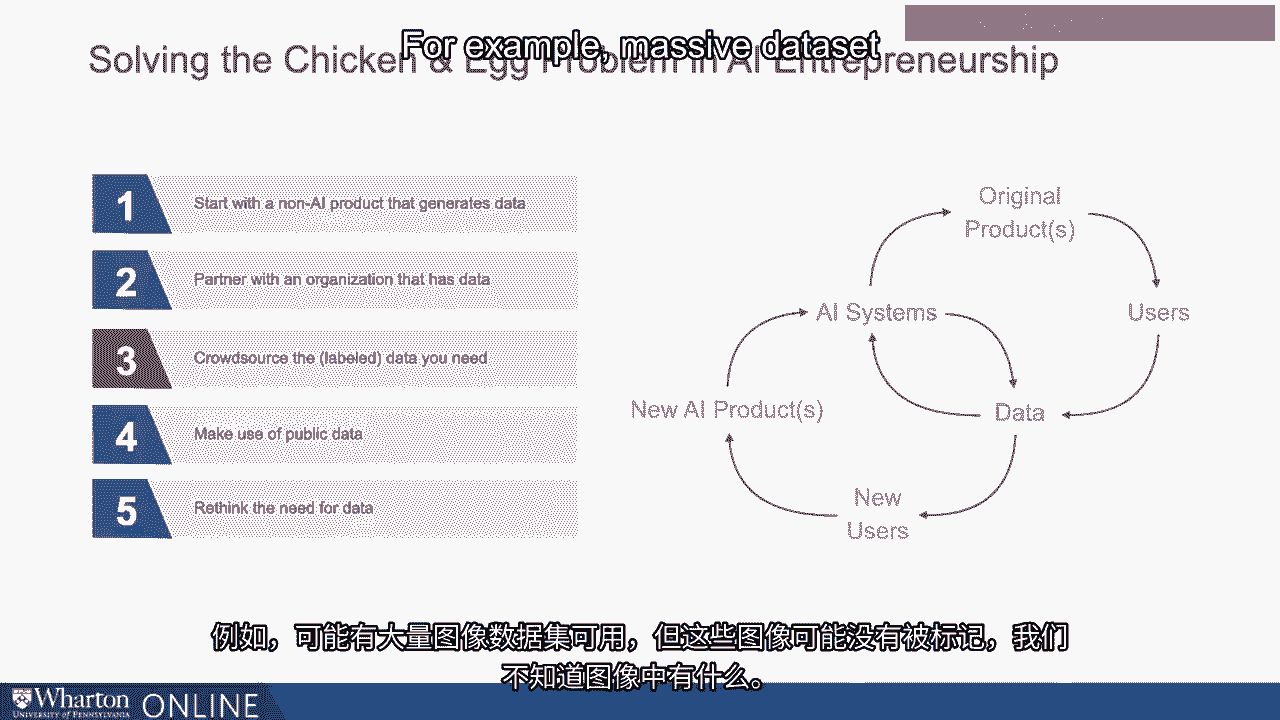 For example, massive dataset
Solving the Chicken & Egg Problem in AI Entrepreneurship
1
Start with a non-AI product that generates data
2
Partner with an organization that has data
3
Crowdsource the (labeled) data you need
4
Make use of public data
5
Rethink the need for data
Original
Product(s)
AI Systems
Users
New AI Product(s)
Data
New
Users
例如，可能有大量图像数据集可用，但这些图像可能没有被标记，我们
不知道图像中有什么。
Wharton
UNIVERSITY of PENNSYLVANIA
ONLINE